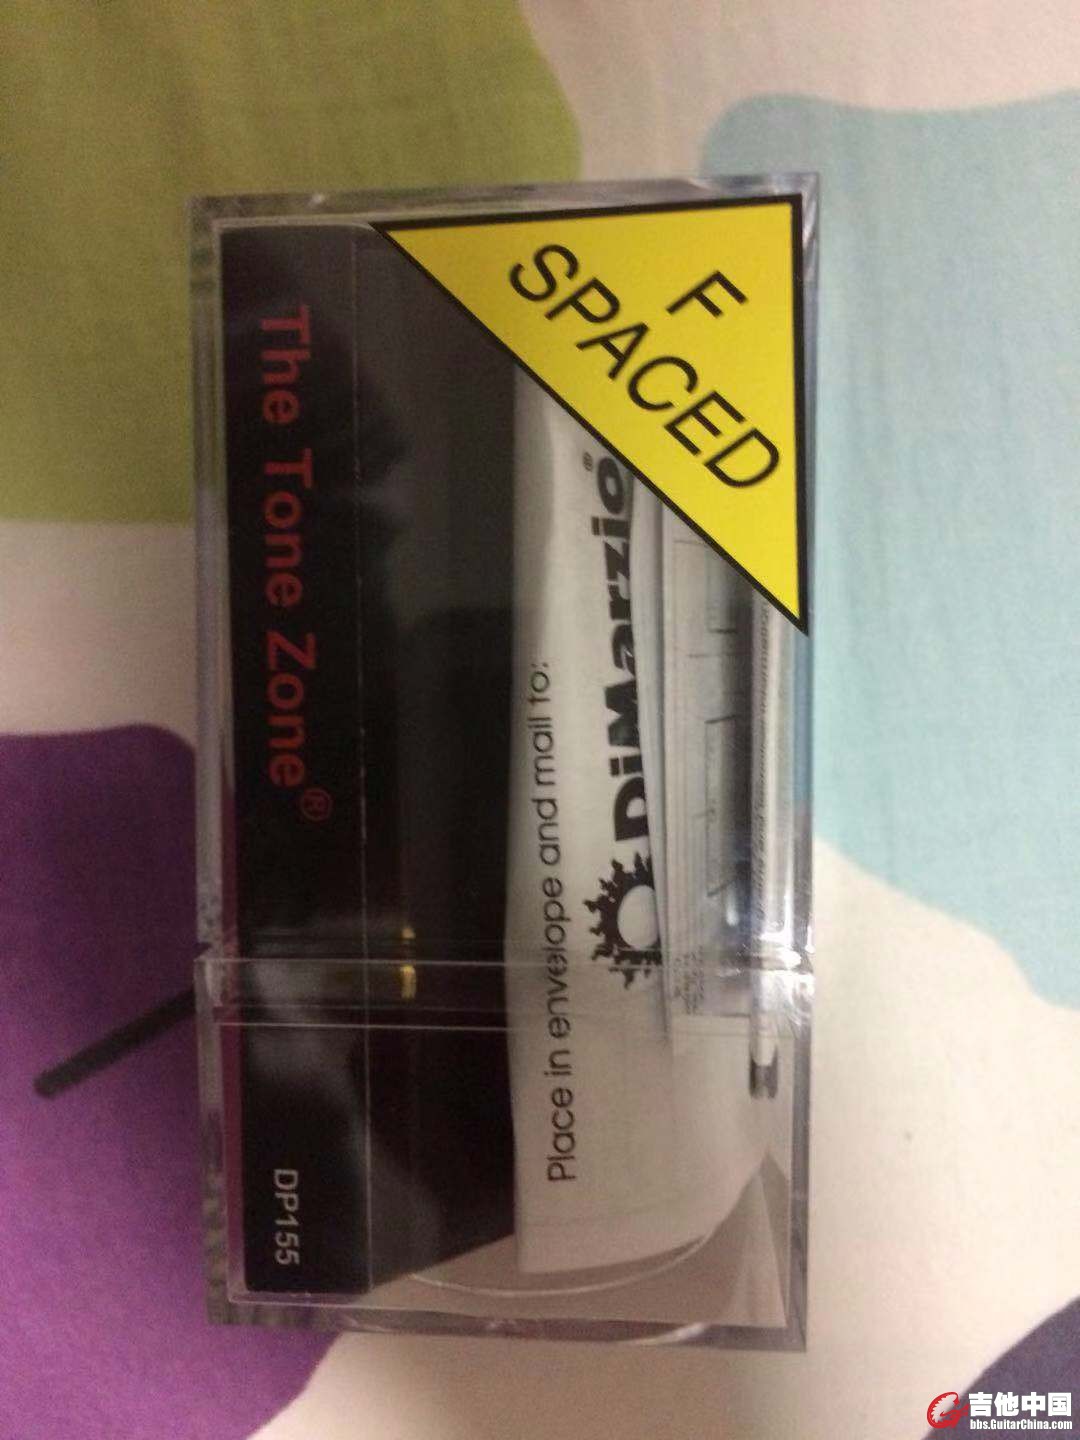 F
SPACED
The Tone Zone®
DP155
DiMarzio®
Place in envelope and mail to:
吉他中国
bbs.GuitarChina.com